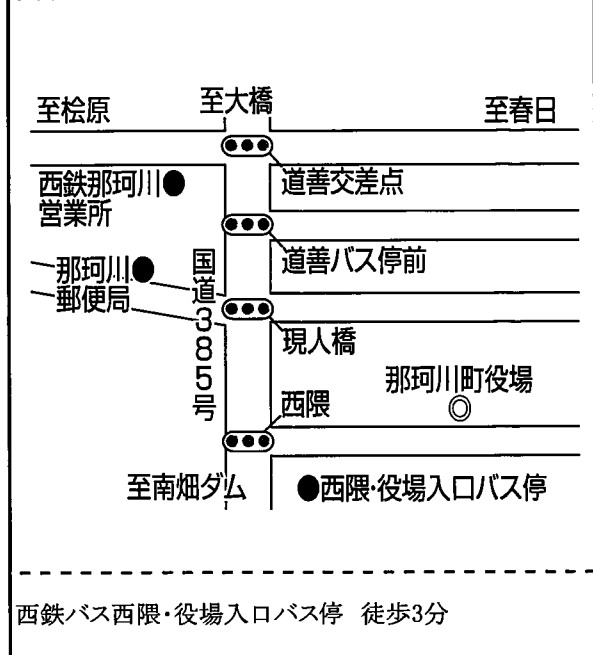 至桧原
至大橋
至春日
西鉄那珂川●
営業所
道善交差点
道善バス停前
那珂川●
郵便局
国道385号
現人橋
那珂川町役場
◎
西隈
至南畑ダム
●西隈・役場入口バス停
西鉄バス西隈・役場入口バス停 徒歩3分